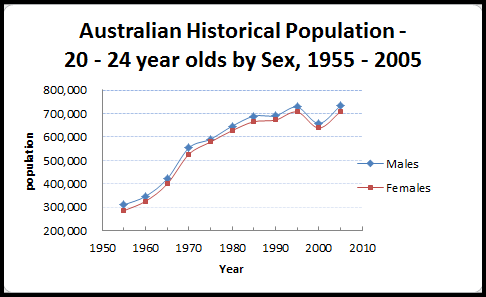 Australian Historical Population -
20 - 24 year olds by Sex, 1955 - 2005
800,000
700,000
600,000
500,000
400,000
300,000
200,000
population
1950 1960 1970 1980 1990 2000 2010
Year
Males
Females